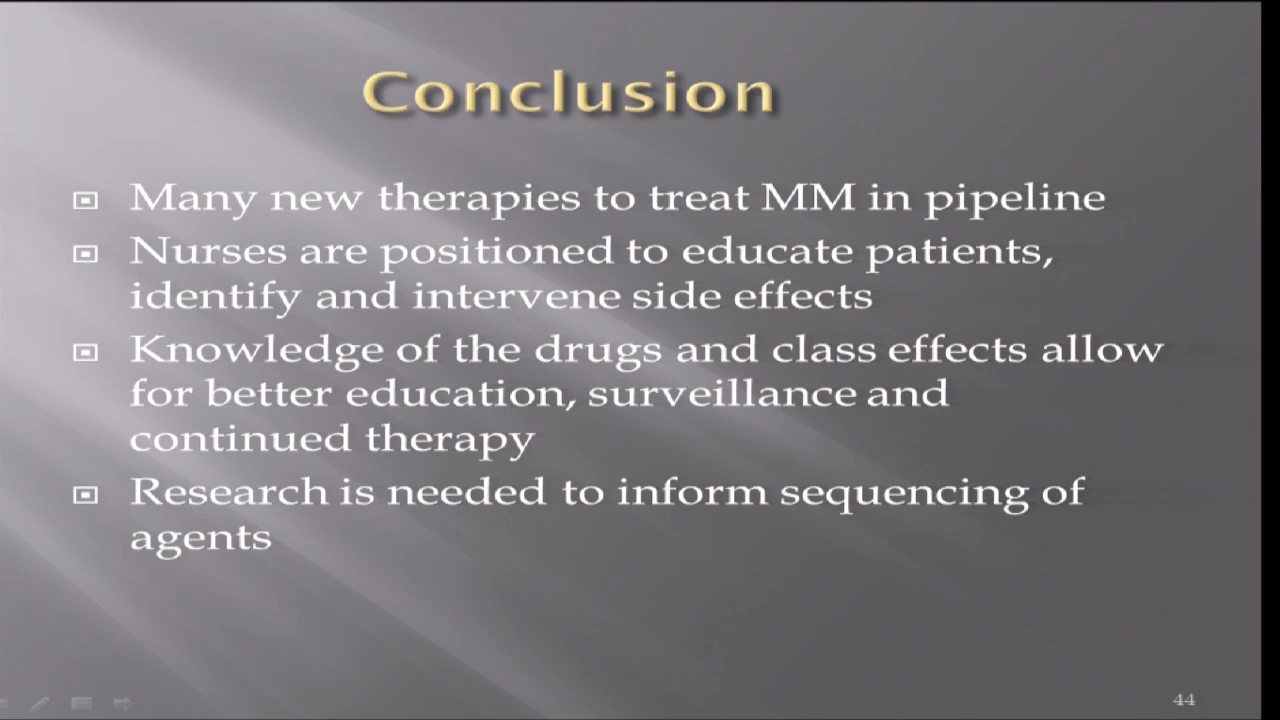 Conclusion
Many new therapies to treat MM in pipeline
Nurses are positioned to educate patients,
identify and intervene side effects
Knowledge of the drugs and class effects allow
for better education, surveillance and
continued therapy
Research is needed to inform sequencing of
agents
44